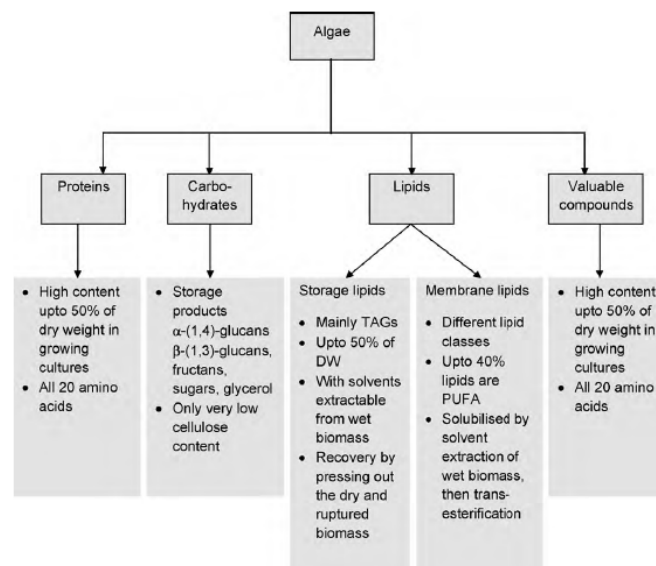 Algae
Proteins
Carbo-
hydrates
Lipids
Valuable
compounds
• High content
upto 50% of
dry weight in
growing
cultures
• All 20 amino
acids
• Storage
products
α-(1,4)-glucans
β-(1,3)-glucans,
fructans,
sugars, glycerol
• Only very low
cellulose
content
Storage lipids
• Mainly TAGs
• Upto 50% of
DW
• With solvents
extractable
from wet
biomass
• Recovery by
pressing out
the dry and
ruptured
biomass
Membrane lipids
• Different lipid
classes
• Upto 40%
lipids are
PUFA
• Solubilised by
solvent
extraction of
wet biomass,
then trans-
esterification
• High content
upto 50% of
dry weight in
growing
cultures
• All 20 amino
acids